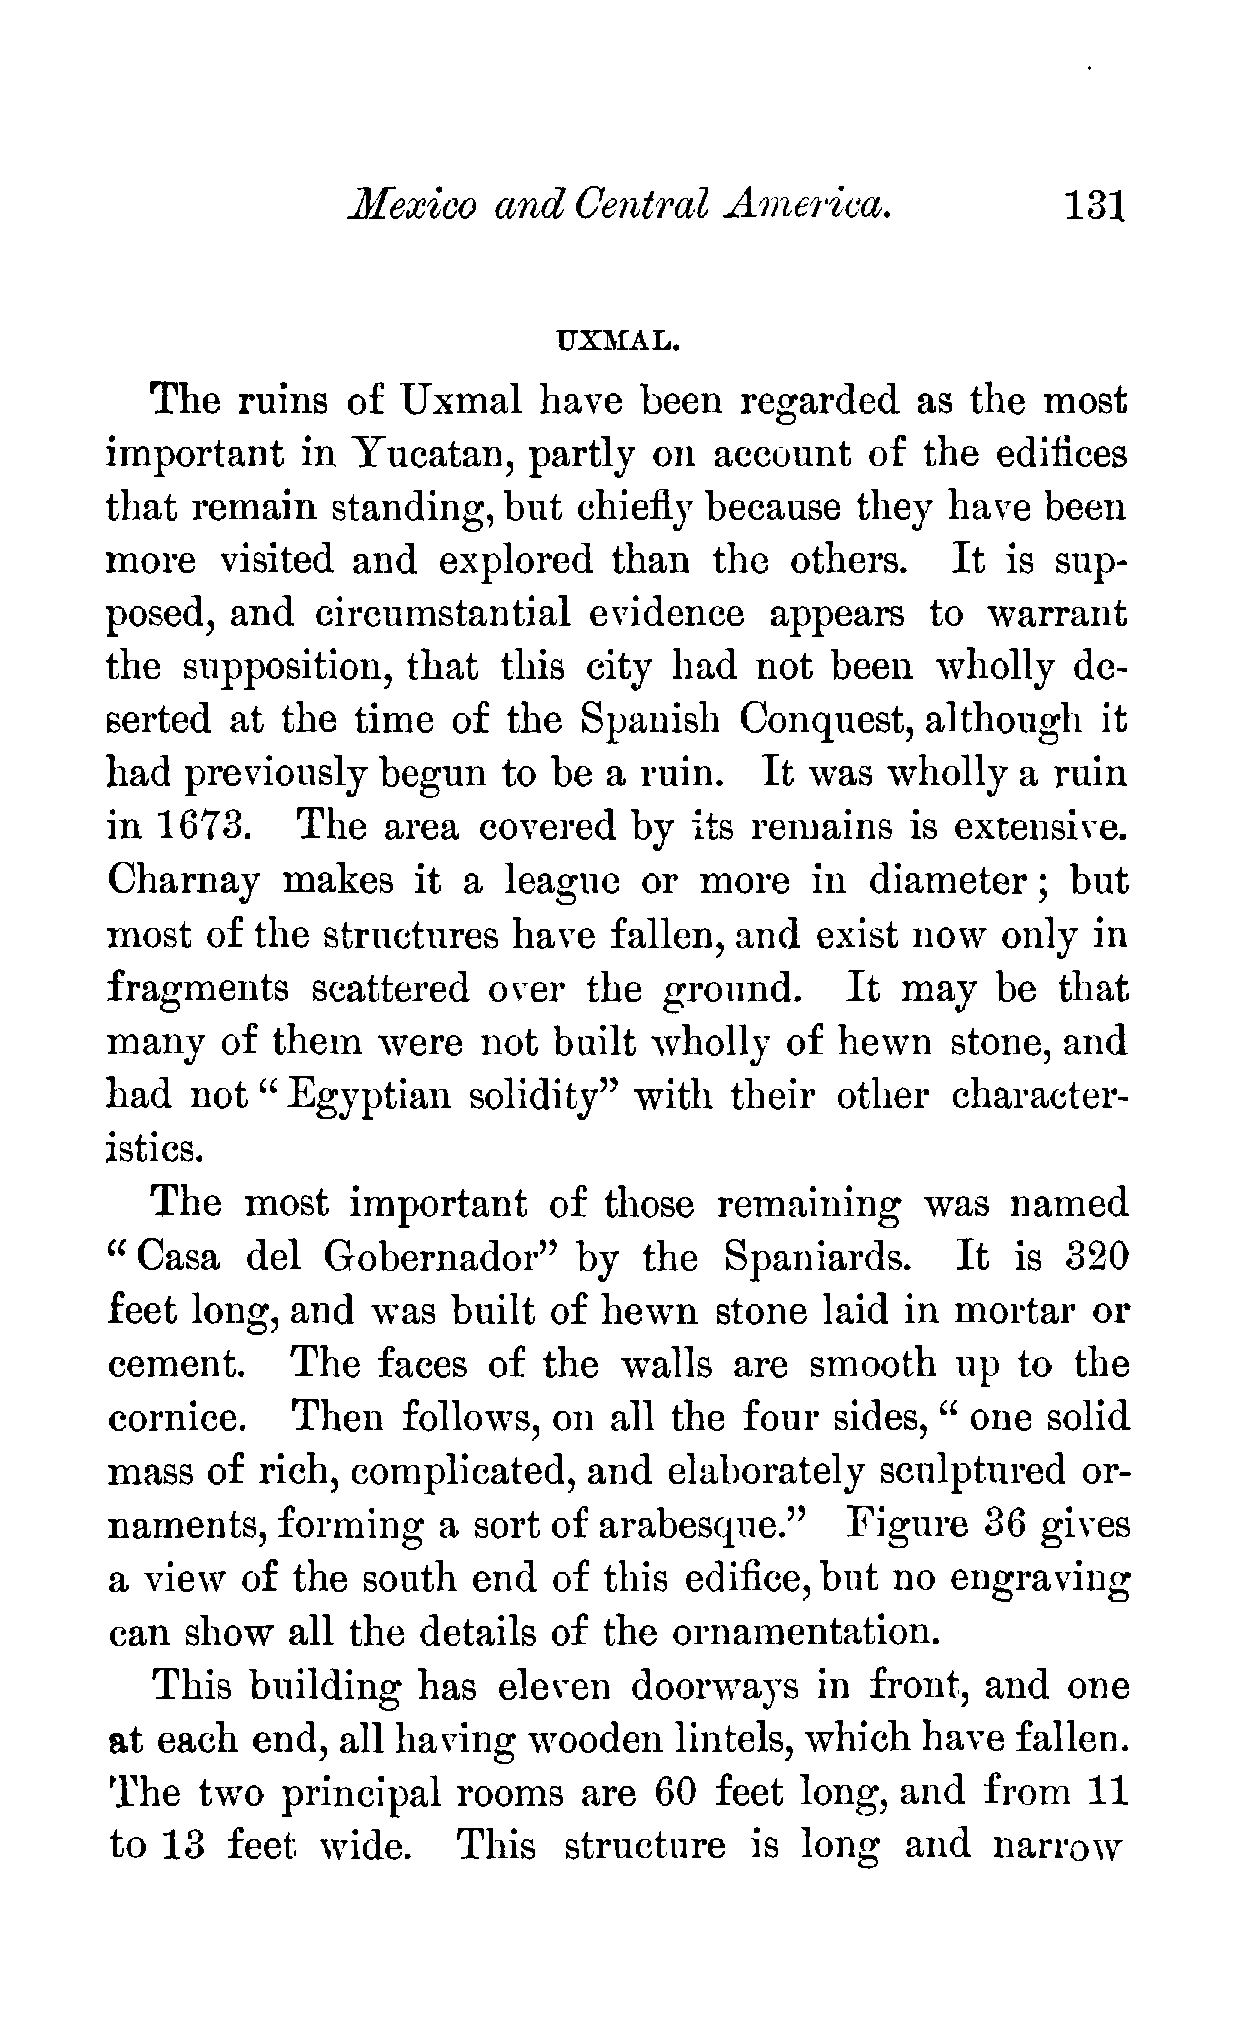 Mexico and Central America. 131
UXMAL.
The ruins of Uxmal have been regarded as the most
important in Yucatan, partly on account of the edifices
that remain standing, but chiefly because they have been
more visited and explored than the others. It is sup-
posed, and circumstantial evidence appears to warrant
the supposition, that this city had not been wholly de-
serted at the time of the Spanish Conquest, although it
had previously begun to be a ruin. It was wholly a ruin
in 1673. The area covered by its remains is extensive.
Charnay makes it a league or more in diameter; but
most of the structures have fallen, and exist now only in
fragments scattered over the ground. It may be that
many of them were not built wholly of hewn stone, and
had not "Egyptian solidity" with their other character-
istics.
The most important of those remaining was named
"Casa del Gobernador" by the Spaniards. It is 320
feet long, and was built of hewn stone laid in mortar or
cement. The faces of the walls are smooth up to the
cornice. Then follows, on all the four sides, "one solid
mass of rich, complicated, and elaborately sculptured or-
naments, forming a sort of arabesque." Figure 36 gives
a view of the south end of this edifice, but no engraving
can show all the details of the ornamentation.
This building has eleven doorways in front, and one
at each end, all having wooden lintels, which have fallen.
The two principal rooms are 60 feet long, and from 11
to 13 feet wide. This structure is long and narrow